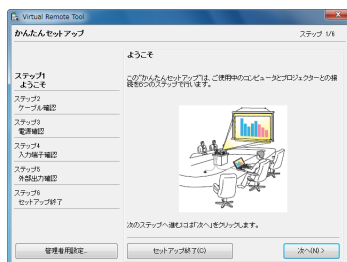 Virtual Remote Tool
かんたんセットアップ
ステップ 1/6
ステップ1
ようこそ
ステップ2
ケーブル確認
ステップ3
電源確認
ステップ4
入力端子確認
ステップ5
外部出力確認
ステップ6
セットアップ終了
ようこそ
この"かんたんセットアップ"は、ご使用中のコンピュータとプロジェクターとの接
続を6つのステップで行います。
次のステップへ進むには「次へ」をクリックします。
管理者用設定...
セットアップ終了(C)
次へ(N) >